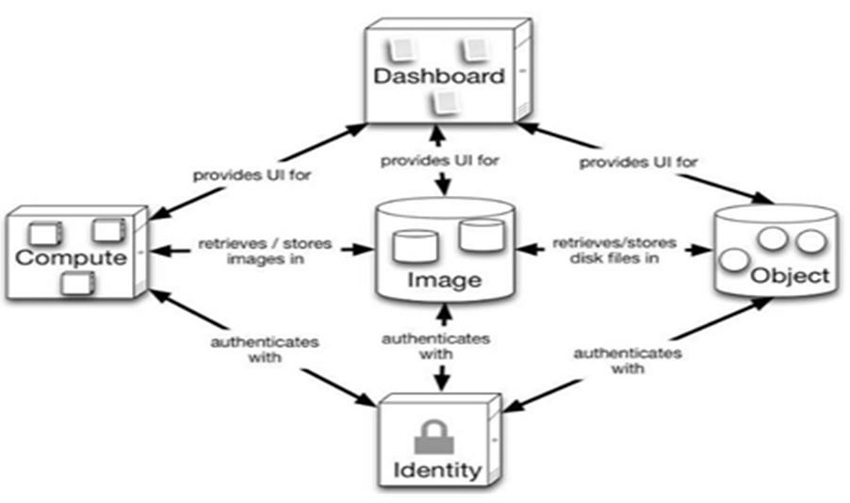 Dashboard
provides UI for
provides UI for
provides UI for
Compute
retrieves / stores
images in
Image
retrieves/stores
disk files in
Object
authenticates
with
authenticates
with
authenticates
with
Identity